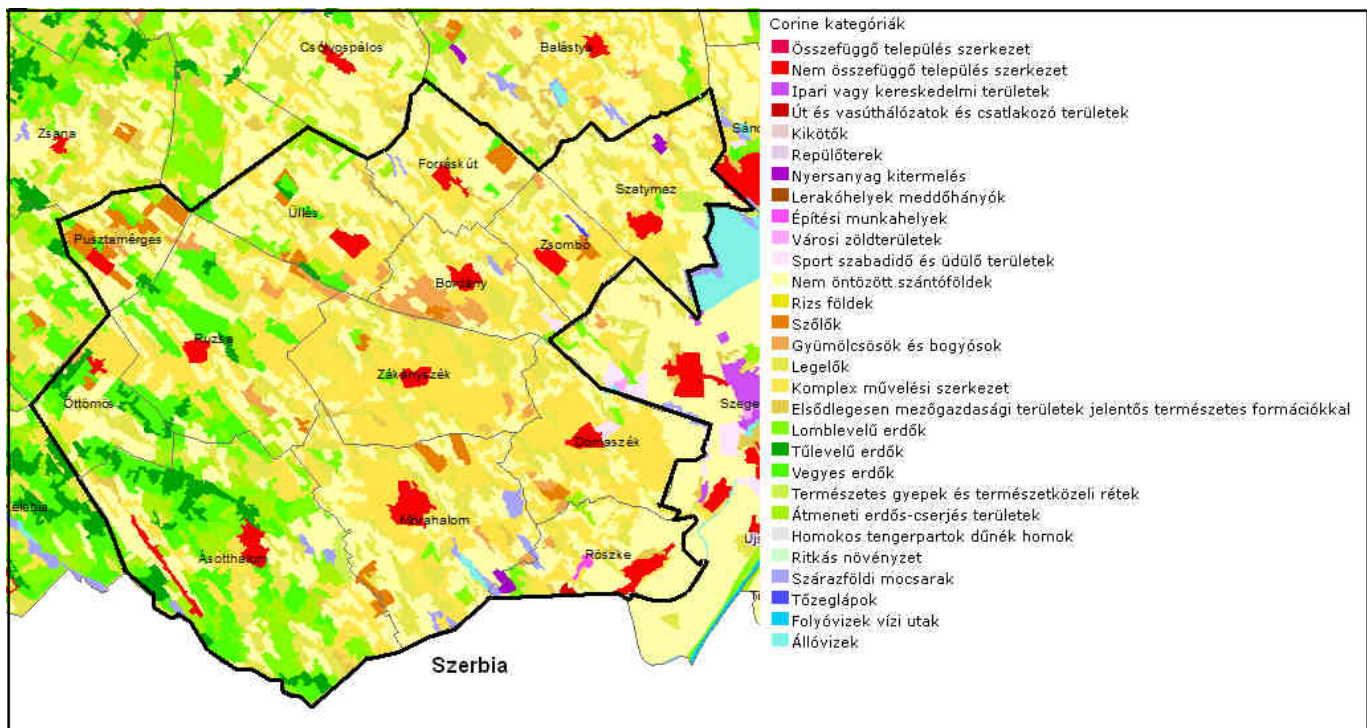 Corine kategóriák
Összefüggő település szerkezet
Nem összefüggő település szerkezet
Ipari vagy kereskedelmi területek
Út és vasúthálózatok és csatlakozó területek
Kikötők
Repülőterek
Nyersanyag kitermelés
Lerakóhelyek meddőhányók
Építési munkahelyek
Városi zöldterületek
Sport szabadidő és üdülő területek
Nem öntözött szántóföldek
Rizs földek
Szőlők
Gyümölcsösök és bogyósok
Legelők
Komplex művelési szerkezet
Elsődlegesen mezőgazdasági területek jelentős természetes formációkkal
Lomblevelű erdők
Tűlevelű erdők
Vegyes erdők
Természetes gyepek és természetközeli rétek
Átmeneti erdős-cserjés területek
Homokos tengerpartok dűnék homok
Ritkás növényzet
Szárazföldi mocsarak
Tőzeglápok
Folyóvizek vízi utak
Állóvizek
Csólyospálos
Balástya
Zsana
Sánd
Forráskút
Szatymaz
Üllés
Pusztamérges
Zsombó
Bordány
Ruzsa
Zákányszék
Öttömös
Szege
Domaszék
Mórahalom
Röszke
Újs
Ásotthalom
Szerbia